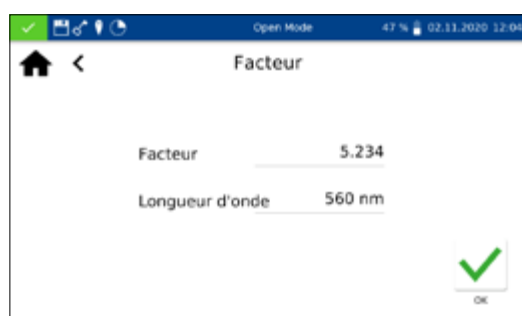 Open Mode 47 % 02.11.2020 12:04
Facteur
Facteur 5.234
Longueur d'onde 560 nm
OK